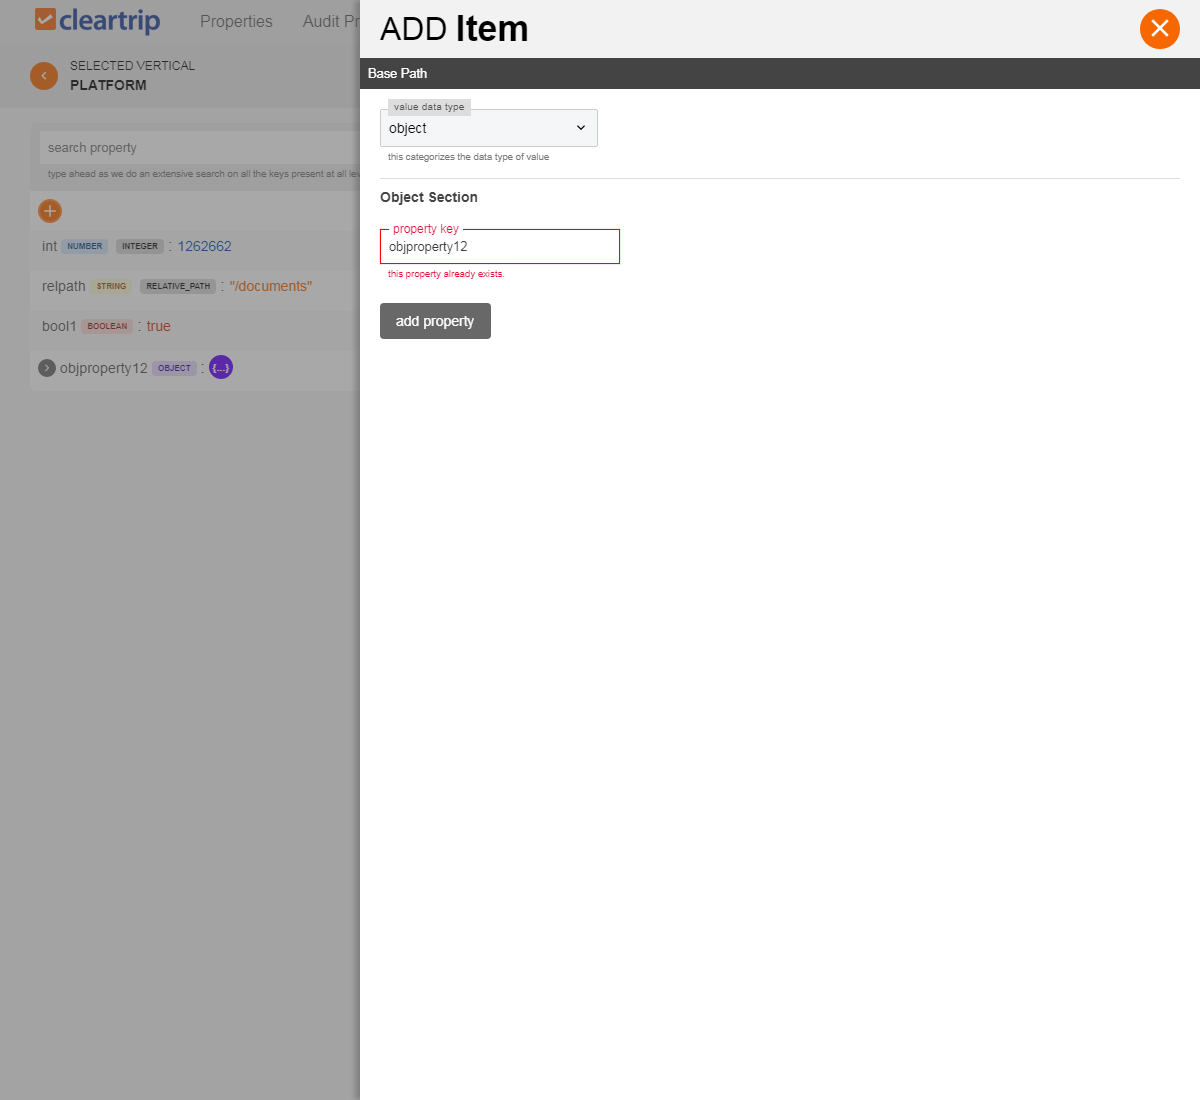 cleartrip
Properties
Audit Pr
SELECTED VERTICAL
PLATFORM
search property
type ahead as we do an extensive search on all the keys present at all lev
int NUMBER INTEGER : 1262662
relpath STRING RELATIVE_PATH : "/documents"
bool1 BOOLEAN : true
objproperty12 OBJECT : {...}
ADD Item
Base Path
value data type
object
this categorizes the data type of value
Object Section
property key
objproperty12
this property already exists.
add property